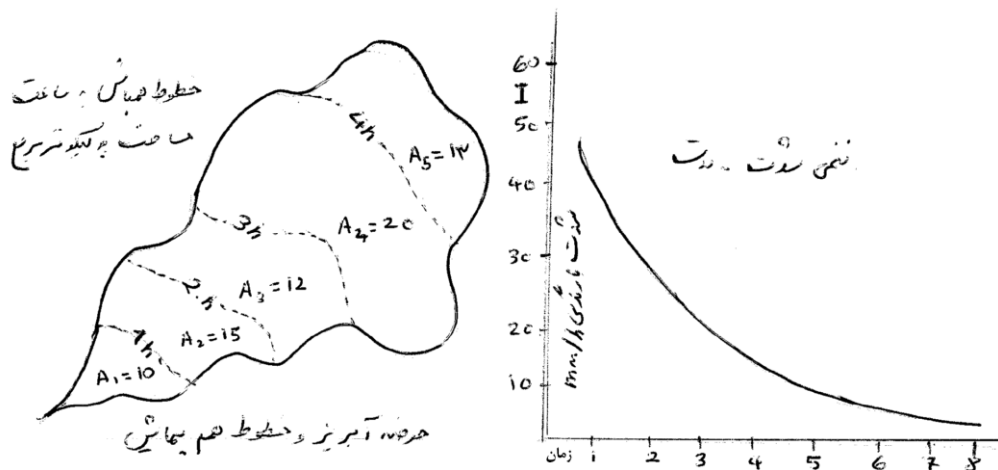 خطوط همپایش به ساعت
مساحت به کیلومتر مربع
4h
A5=13
3h
A4=20
2h
A3=12
1h
A2=15
A1=10
حوضه آبریز و خطوط هم پیمایش
60
I
50
منحنی شدت - مدت
40
30
20
10
شدت بارندگی mm/h
زمان 1 2 3 4 5 6 7 8